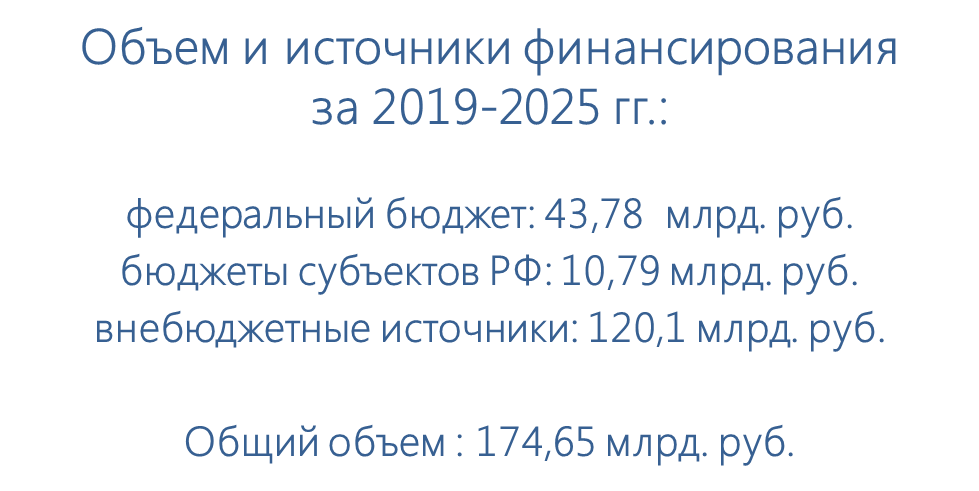 Объем и источники финансирования
за 2019-2025 гг.:
федеральный бюджет: 43,78 млрд. руб.
бюджеты субъектов РФ: 10,79 млрд. руб.
внебюджетные источники: 120,1 млрд. руб.
Общий объем : 174,65 млрд. руб.